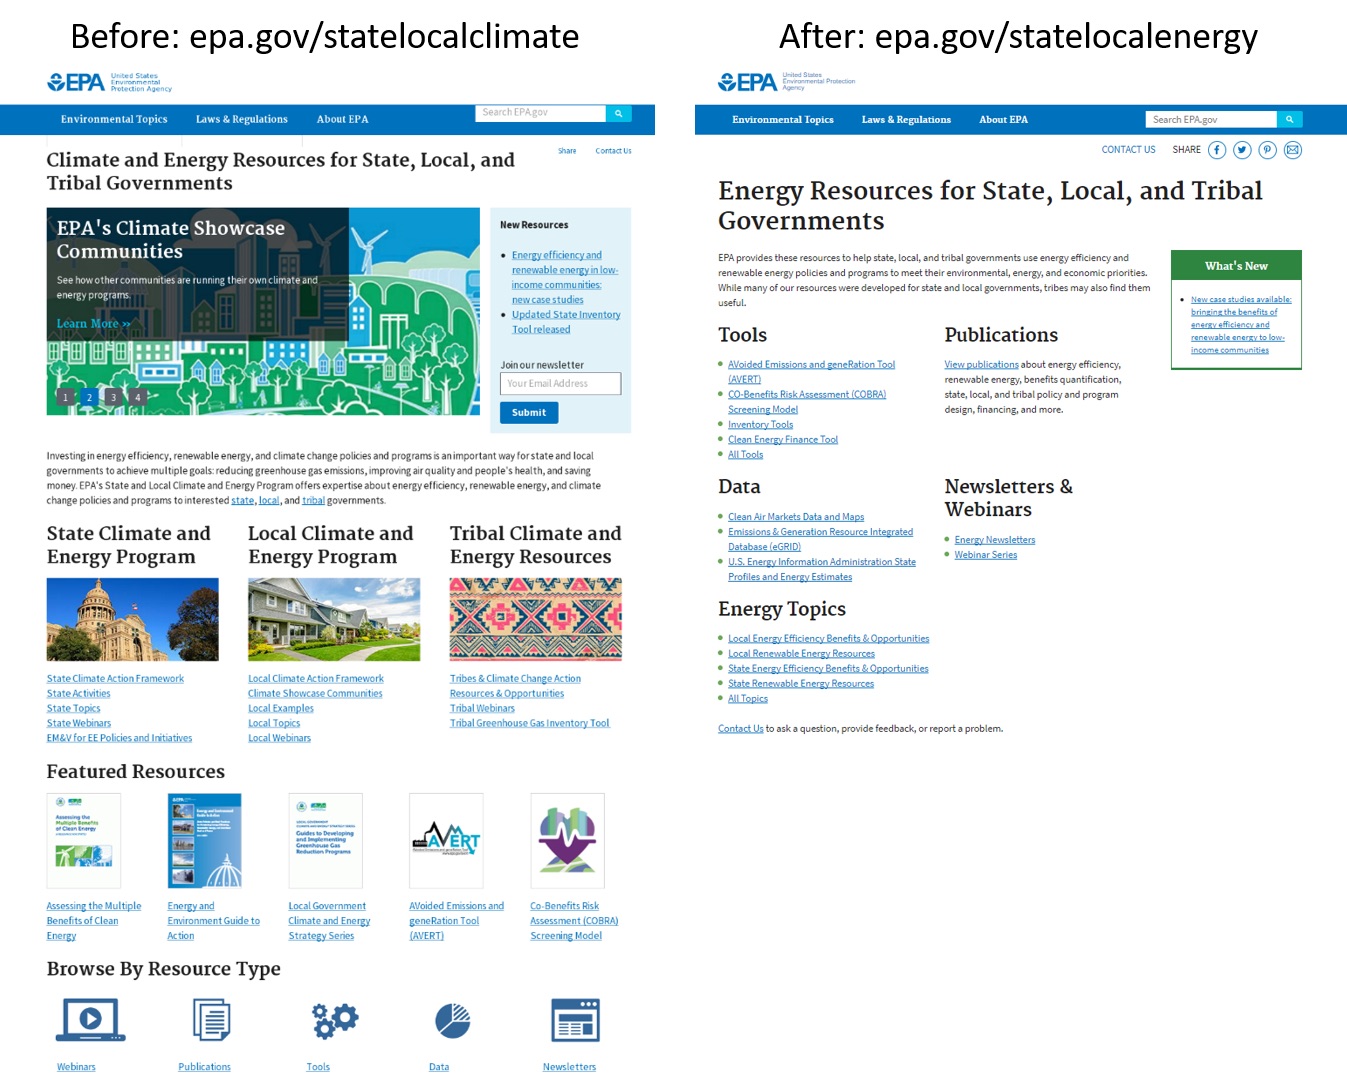 Before: epa.gov/statelocalclimate
EPA United States
Environmental
Protection Agency
Environmental Topics Laws & Regulations About EPA
Search EPA.gov
Share Contact Us
Climate and Energy Resources for State, Local, and
Tribal Governments
EPA's Climate Showcase
Communities
See how other communities are running their own climate and
energy programs.
Learn More »
1 2 3 4
New Resources
Energy efficiency and
renewable energy in low-
income communities:
new case studies
Updated State Inventory
Tool released
Join our newsletter
Your Email Address
Submit
Investing in energy efficiency, renewable energy, and climate change policies and programs is an important way for state and local
governments to achieve multiple goals: reducing greenhouse gas emissions, improving air quality and people's health, and saving
money. EPA's State and Local Climate and Energy Program offers expertise about energy efficiency, renewable energy, and climate
change policies and programs to interested state, local, and tribal governments.
State Climate and
Energy Program
State Climate Action Framework
State Activities
State Topics
State Webinars
EM&V for EE Policies and Initiatives
Local Climate and
Energy Program
Local Climate Action Framework
Climate Showcase Communities
Local Examples
Local Topics
Local Webinars
Tribal Climate and
Energy Resources
Tribes & Climate Change Action
Resources & Opportunities
Tribal Webinars
Tribal Greenhouse Gas Inventory Tool
Featured Resources
Assessing the
Multiple Benefits
of Clean Energy
Assessing the Multiple
Benefits of Clean
Energy
Energy and
Environment Guide to
Action
Guides to Developing
and Implementing
Greenhouse Gas
Reduction Programs
Local Government
Climate and Energy
Strategy Series
AVERT
AVoided Emissions and
geneRation Tool
(AVERT)
Co-Benefits Risk
Assessment (COBRA)
Screening Model
Browse By Resource Type
Webinars
Publications
Tools
Data
Newsletters
After: epa.gov/statelocalenergy
EPA United States
Environmental Protection
Agency
Environmental Topics Laws & Regulations About EPA
Search EPA.gov
CONTACT US SHARE
Energy Resources for State, Local, and Tribal
Governments
EPA provides these resources to help state, local, and tribal governments use energy efficiency and
renewable energy policies and programs to meet their environmental, energy, and economic priorities.
While many of our resources were developed for state and local governments, tribes may also find them
useful.
What's New
New case studies available:
bringing the benefits of
energy efficiency and
renewable energy to low-
income communities
Tools
AVoided Emissions and geneRation Tool
(AVERT)
CO-Benefits Risk Assessment (COBRA)
Screening Model
Inventory Tools
Clean Energy Finance Tool
All Tools
Publications
View publications about energy efficiency,
renewable energy, benefits quantification,
state, local, and tribal policy and program
design, financing, and more.
Data
Clean Air Markets Data and Maps
Emissions & Generation Resource Integrated
Database (eGRID)
U.S. Energy Information Administration State
Profiles and Energy Estimates
Newsletters &
Webinars
Energy Newsletters
Webinar Series
Energy Topics
Local Energy Efficiency Benefits & Opportunities
Local Renewable Energy Resources
State Energy Efficiency Benefits & Opportunities
State Renewable Energy Resources
All Topics
Contact Us to ask a question, provide feedback, or report a problem.